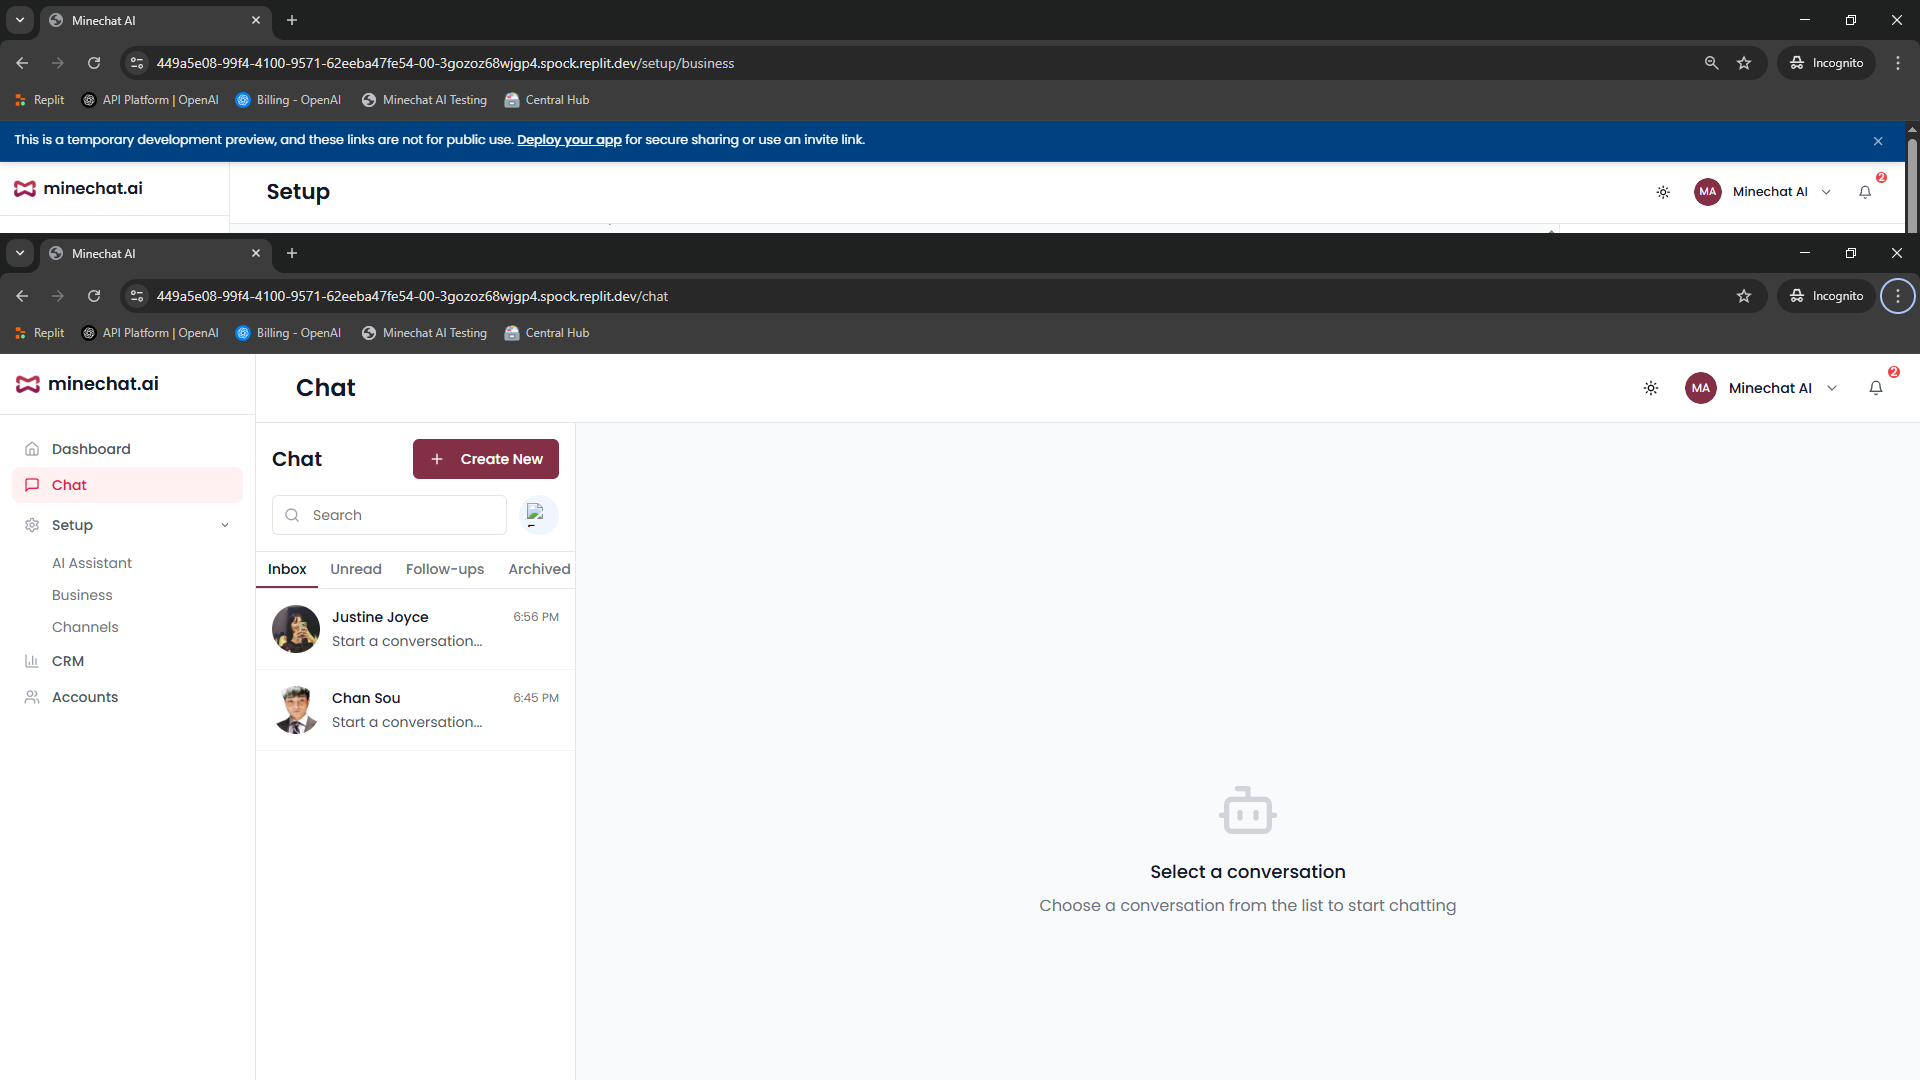 Minechat AI
449a5e08-99f4-4100-9571-62eeba47fe54-00-3gozoz68wjgp4.spock.replit.dev/setup/business
Incognito
Replit API Platform | OpenAI Billing - OpenAI Minechat AI Testing Central Hub
This is a temporary development preview, and these links are not for public use. Deploy your app for secure sharing or use an invite link.
minechat.ai
Setup
MA Minechat AI 2
Minechat AI
449a5e08-99f4-4100-9571-62eeba47fe54-00-3gozoz68wjgp4.spock.replit.dev/chat
Incognito
Replit API Platform | OpenAI Billing - OpenAI Minechat AI Testing Central Hub
minechat.ai
Chat
MA Minechat AI 2
Dashboard
Chat
Setup
AI Assistant
Business
Channels
CRM
Accounts
Chat
Create New
Search
Inbox Unread Follow-ups Archived
Justine Joyce 6:56 PM
Start a conversation...
Chan Sou 6:45 PM
Start a conversation...
Select a conversation
Choose a conversation from the list to start chatting